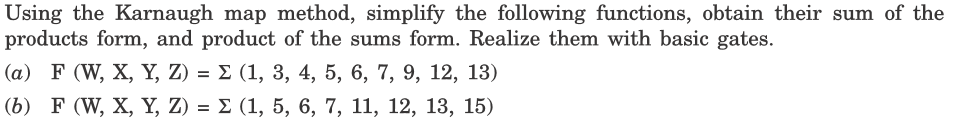 Using the Karnaugh map method, simplify the following functions, obtain their sum of the
products form, and product of the sums form. Realize them with basic gates.
(a) F (W, X, Y, Z) = Σ (1, 3, 4, 5, 6, 7, 9, 12, 13)
(b) F (W, X, Y, Z) = Σ (1, 5, 6, 7, 11, 12, 13, 15)